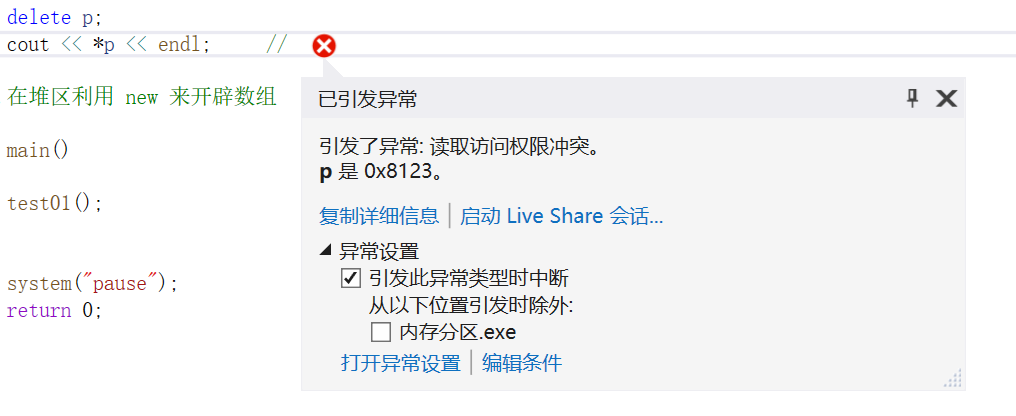 delete p;
cout << *p << endl;    //
在堆区利用 new 来开辟数组
main()
test01();
system("pause");
return 0;
已引发异常
引发了异常: 读取访问权限冲突。
p 是 0x8123。
复制详细信息 | 启动 Live Share 会话...
异常设置
引发此异常类型时中断
从以下位置引发时除外:
内存分区.exe
打开异常设置 | 编辑条件